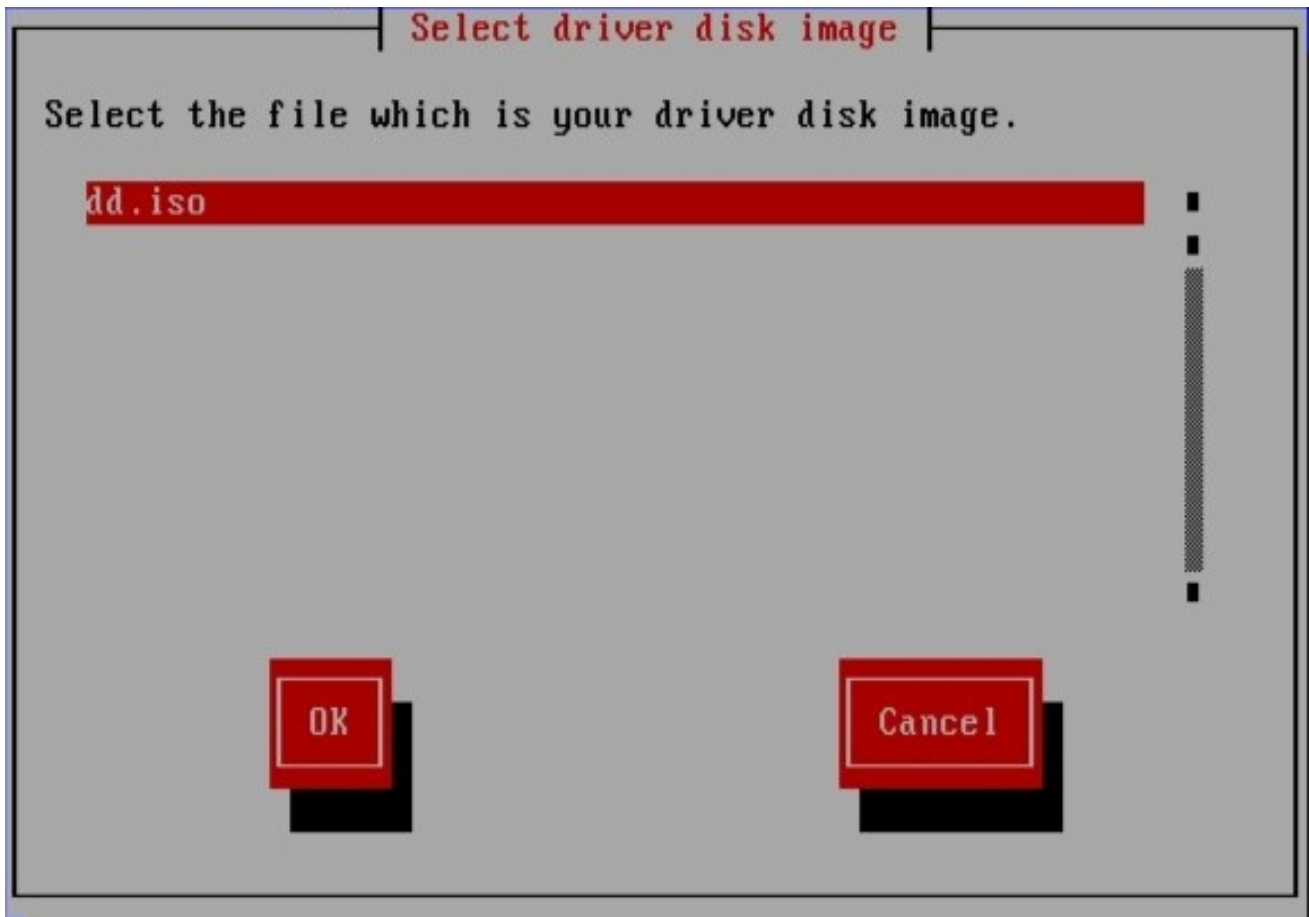 Select driver disk image
Select the file which is your driver disk image.
dd.iso
OK
Cancel